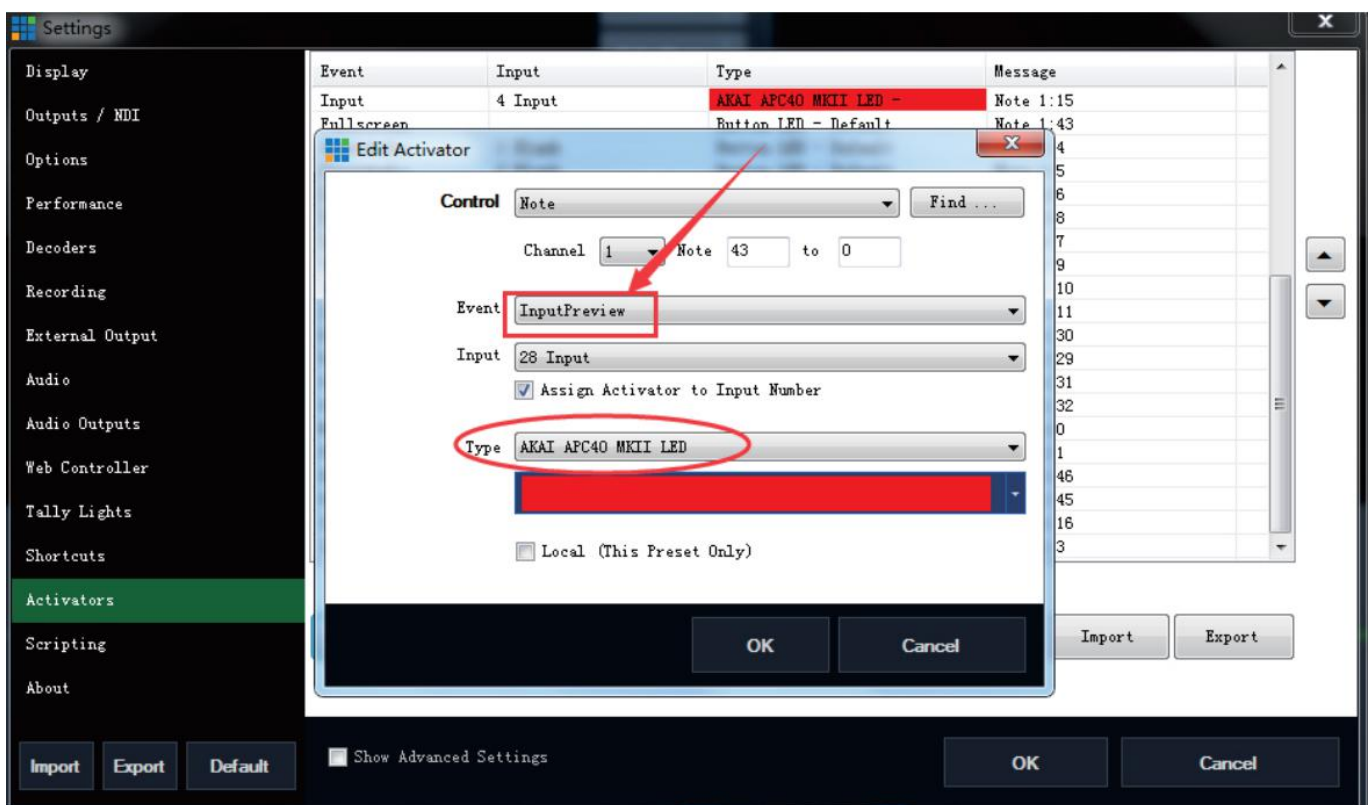 Settings
Display
Outputs / NDI
Options
Performance
Decoders
Recording
External Output
Audio
Audio Outputs
Web Controller
Tally Lights
Shortcuts
Activators
Scripting
About
Import Export Default
Event Input Type Message
Input 4 Input AKAI APC40 MKII LED - Note 1:15
Fullscreen Button LED - Default Note 1:43
4
5
6
8
7
9
10
11
30
29
31
32
0
1
46
45
16
3
Edit Activator
Control Note Find ...
Channel 1 Note 43 to 0
Event InputPreview
Input 28 Input
Assign Activator to Input Number
Type AKAI APC40 MKII LED
Local (This Preset Only)
OK Cancel
Import Export
Show Advanced Settings
OK Cancel